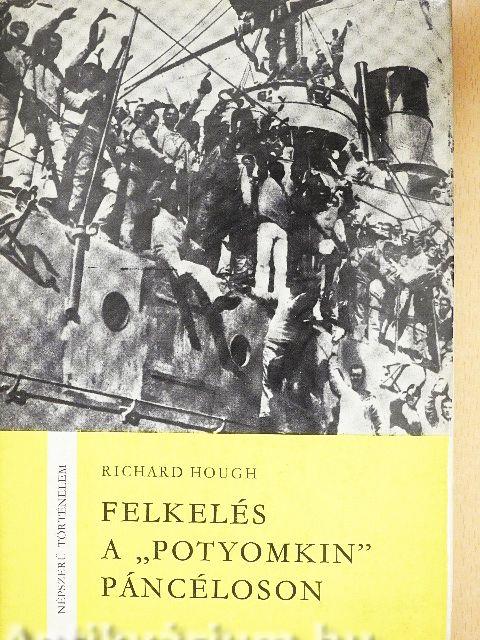 RICHARD HOUGH
FELKELÉS
A „POTYOMKIN”
PÁNCÉLOSON
NÉPSZERŰ TÖRTÉNELEM